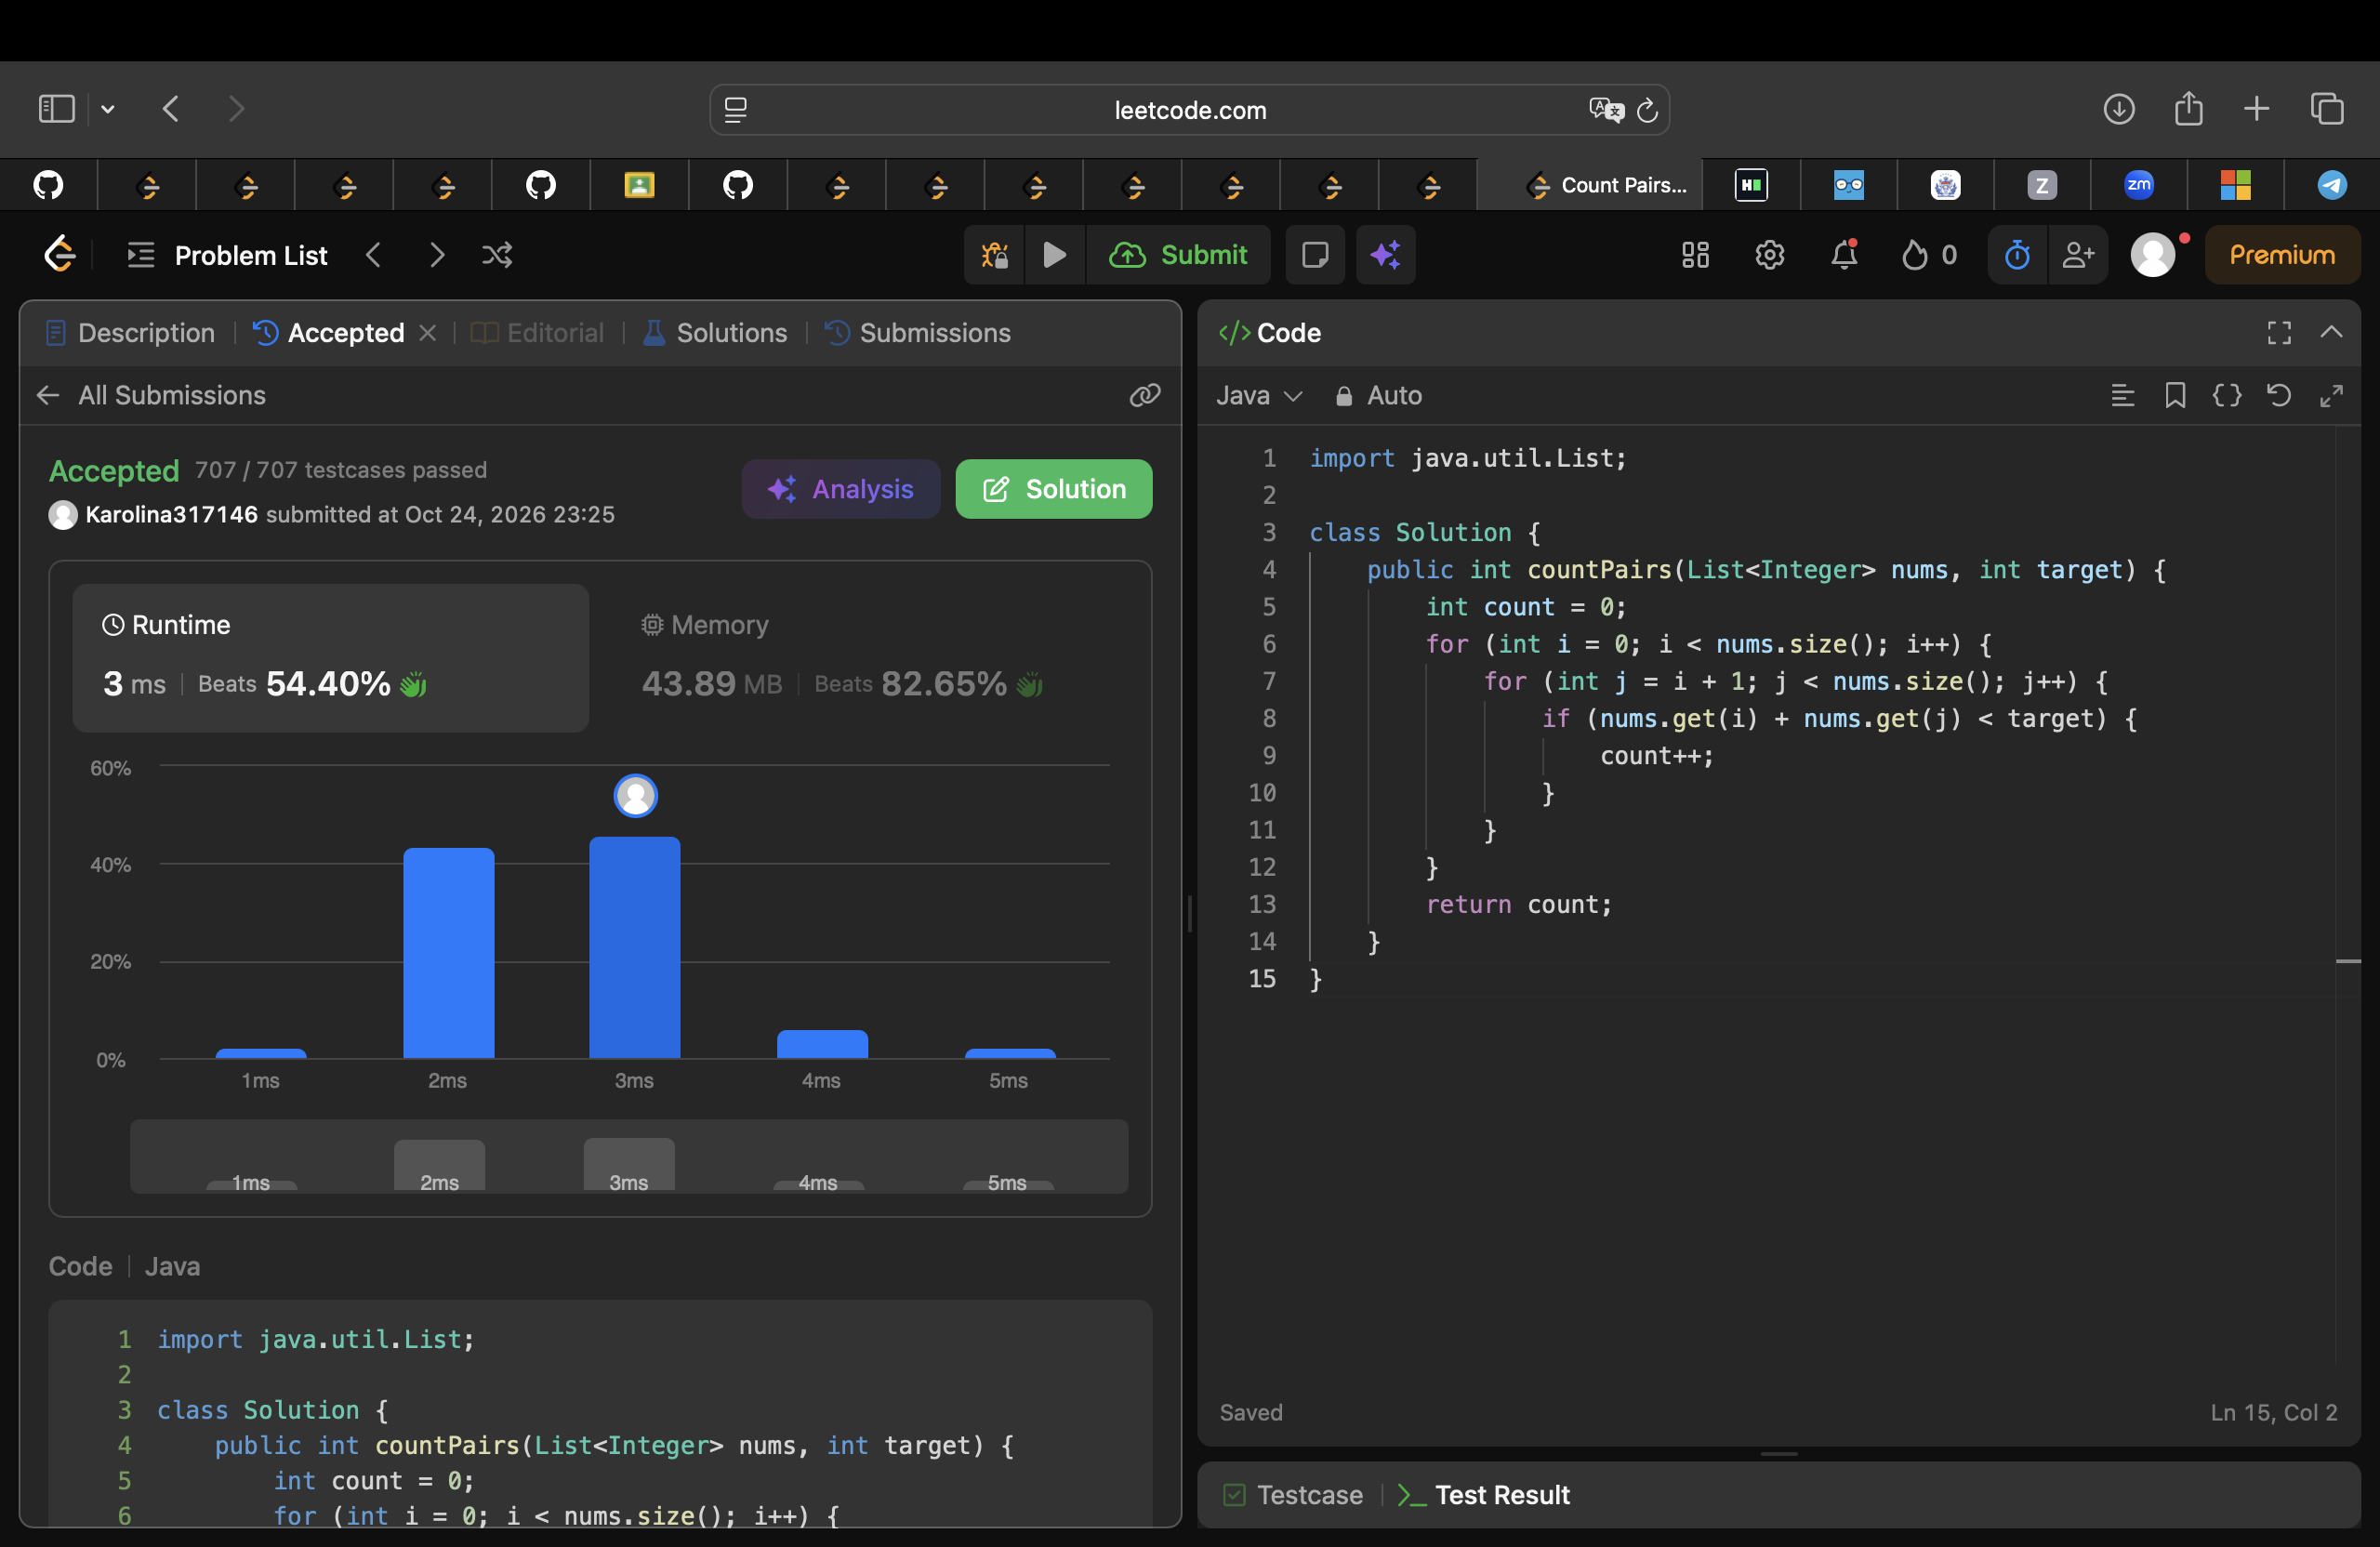 leetcode.com
Count Pairs...
H
Z
zm
Problem List
Submit
0
Premium
Description
Accepted
Editorial
Solutions
Submissions
All Submissions
Accepted 707 / 707 testcases passed
Karolina317146 submitted at Oct 24, 2026 23:25
Analysis
Solution
Runtime
3 ms Beats 54.40%
Memory
43.89 MB Beats 82.65%
60%
40%
20%
0%
1ms 2ms 3ms 4ms 5ms
1ms 2ms 3ms 4ms 5ms
Code Java
1 import java.util.List;
2
3 class Solution {
4     public int countPairs(List<Integer> nums, int target) {
5         int count = 0;
6         for (int i = 0; i < nums.size(); i++) {
</> Code
Java Auto
1 import java.util.List;
2
3 class Solution {
4     public int countPairs(List<Integer> nums, int target) {
5         int count = 0;
6         for (int i = 0; i < nums.size(); i++) {
7             for (int j = i + 1; j < nums.size(); j++) {
8                 if (nums.get(i) + nums.get(j) < target) {
9                     count++;
10                 }
11             }
12         }
13         return count;
14     }
15 }
Saved
Ln 15, Col 2
Testcase
>_ Test Result